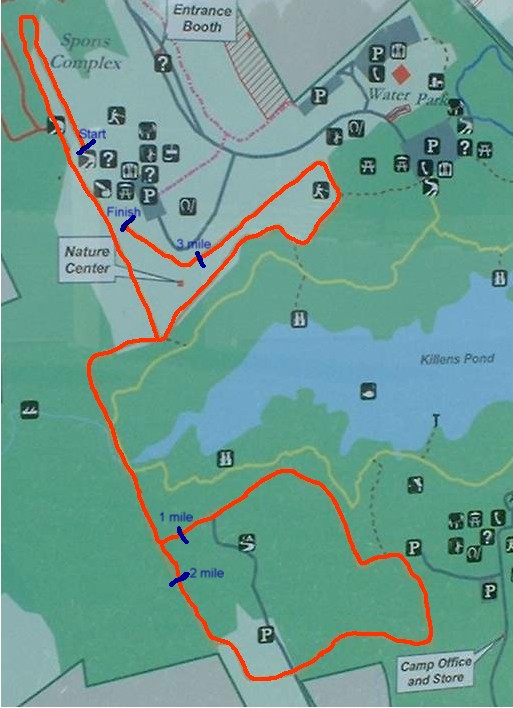 Entrance
Booth
Sports
Complex
P
P
Water Park
P
Start
P
Finish
3 mile
Nature
Center
Killens Pond
1 mile
2 mile
P
P
P
Camp Office
and Store